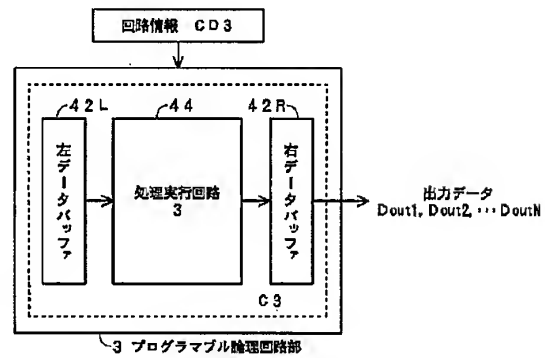 回路情報 CD3
42L
44
42R
左データバッファ
処理実行回路
3
右データバッファ
出力データ
Dout1, Dout2, ··· DoutN
C3
3 プログラマブル論理回路部